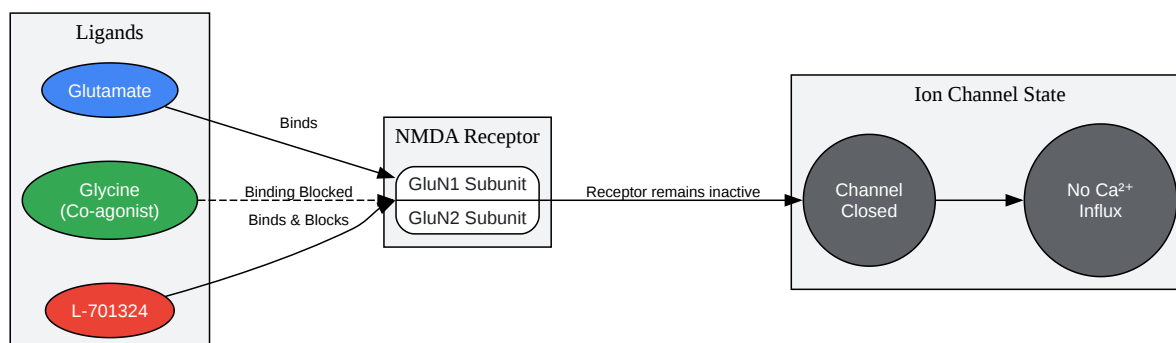 Ligands
Glutamate
Binds
Glycine
(Co-agonist)
Binding Blocked
Binds & Blocks
L-701324
NMDA Receptor
GluN1 Subunit
GluN2 Subunit
Receptor remains inactive
Ion Channel State
Channel
Closed
No Ca²⁺
Influx